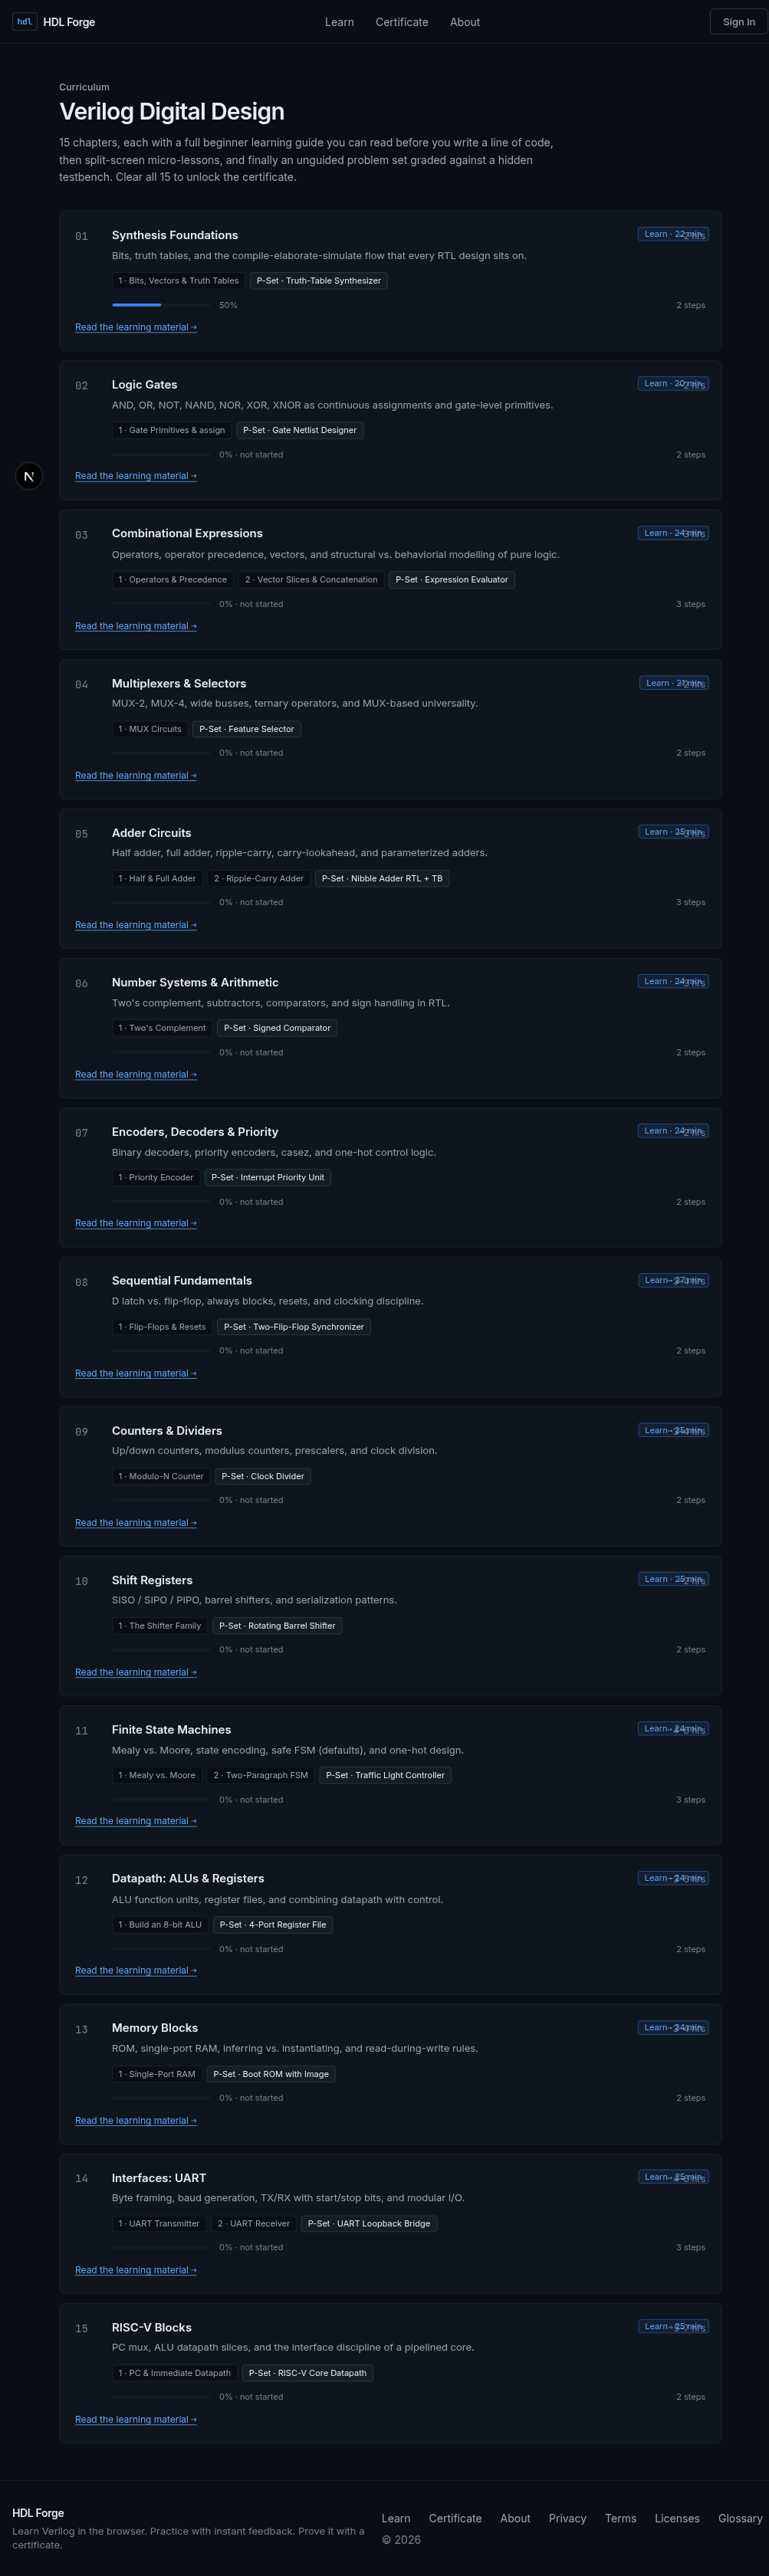 hdl HDL Forge
Learn Certificate About
Sign in
Curriculum
Verilog Digital Design
15 chapters, each with a full beginner learning guide you can read before you write a line of code,
then split-screen micro-lessons, and finally an unguided problem set graded against a hidden
testbench. Clear all 15 to unlock the certificate.
01 Synthesis Foundations Learn ·
Bits, truth tables, and the compile-elaborate-simulate flow that every RTL design sits on.
1 · Bits, Vectors & Truth Tables P-Set · Truth-Table Synthesizer
50% 2 steps
Read the learning material →
02 Logic Gates Learn ·
AND, OR, NOT, NAND, NOR, XOR, XNOR as continuous assignments and gate-level primitives.
1 · Gate Primitives & assign P-Set · Gate Netlist Designer
0% · not started 2 steps
Read the learning material →
N
03 Combinational Expressions Learn ·
Operators, operator precedence, vectors, and structural vs. behaviorial modelling of pure logic.
1 · Operators & Precedence 2 · Vector Slices & Concatenation P-Set · Expression Evaluator
0% · not started 3 steps
Read the learning material →
04 Multiplexers & Selectors Learn ·
MUX-2, MUX-4, wide busses, ternary operators, and MUX-based universality.
1 · MUX Circuits P-Set · Feature Selector
0% · not started 2 steps
Read the learning material →
05 Adder Circuits Learn ·
Half adder, full adder, ripple-carry, carry-lookahead, and parameterized adders.
1 · Half & Full Adder 2 · Ripple-Carry Adder P-Set · Nibble Adder RTL + TB
0% · not started 3 steps
Read the learning material →
06 Number Systems & Arithmetic Learn ·
Two's complement, subtractors, comparators, and sign handling in RTL.
1 · Two's Complement P-Set · Signed Comparator
0% · not started 2 steps
Read the learning material →
07 Encoders, Decoders & Priority Learn ·
Binary decoders, priority encoders, casez, and one-hot control logic.
1 · Priority Encoder P-Set · Interrupt Priority Unit
0% · not started 2 steps
Read the learning material →
08 Sequential Fundamentals Learn
D latch vs. flip-flop, always blocks, resets, and clocking discipline.
1 · Flip-Flops & Resets P-Set · Two-Flip-Flop Synchronizer
0% · not started 2 steps
Read the learning material →
09 Counters & Dividers Learn
Up/down counters, modulus counters, prescalers, and clock division.
1 · Modulo-N Counter P-Set · Clock Divider
0% · not started 2 steps
Read the learning material →
10 Shift Registers Learn ·
SISO / SIPO / PIPO, barrel shifters, and serialization patterns.
1 · The Shifter Family P-Set · Rotating Barrel Shifter
0% · not started 2 steps
Read the learning material →
11 Finite State Machines Learn
Mealy vs. Moore, state encoding, safe FSM (defaults), and one-hot design.
1 · Mealy vs. Moore 2 · Two-Paragraph FSM P-Set · Traffic Light Controller
0% · not started 3 steps
Read the learning material →
12 Datapath: ALUs & Registers Learn
ALU function units, register files, and combining datapath with control.
1 · Build an 8-bit ALU P-Set · 4-Port Register File
0% · not started 2 steps
Read the learning material →
13 Memory Blocks Learn
ROM, single-port RAM, inferring vs. instantiating, and read-during-write rules.
1 · Single-Port RAM P-Set · Boot ROM with Image
0% · not started 2 steps
Read the learning material →
14 Interfaces: UART Learn
Byte framing, baud generation, TX/RX with start/stop bits, and modular I/O.
1 · UART Transmitter 2 · UART Receiver P-Set · UART Loopback Bridge
0% · not started 3 steps
Read the learning material →
15 RISC-V Blocks Learn
PC mux, ALU datapath slices, and the interface discipline of a pipelined core.
1 · PC & Immediate Datapath P-Set · RISC-V Core Datapath
0% · not started 2 steps
Read the learning material →
HDL Forge
Learn Verilog in the browser. Practice with instant feedback. Prove it with a
certificate.
Learn Certificate About Privacy Terms Licenses Glossary
© 2026